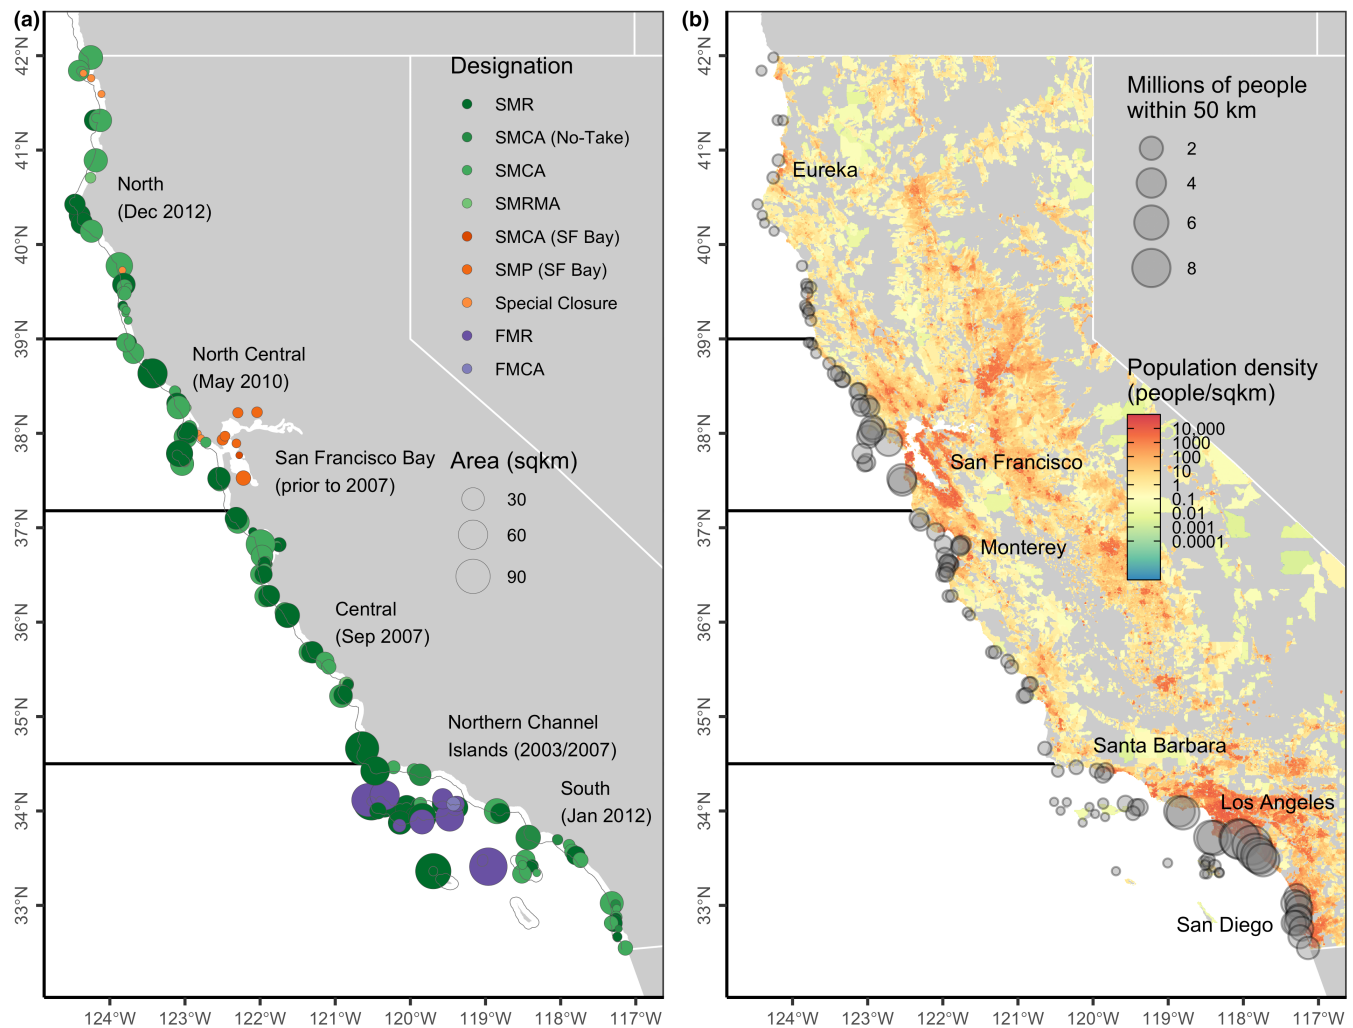 (a)
42°N
41°N
40°N
39°N
38°N
37°N
36°N
35°N
34°N
33°N
124°W
123°W
122°W
121°W
120°W
119°W
118°W
117°W
North
(Dec 2012)
North Central
(May 2010)
San Francisco Bay
(prior to 2007)
Central
(Sep 2007)
Northern Channel
Islands (2003/2007)
South
(Jan 2012)
Designation
SMR
SMCA (No-Take)
SMCA
SMRMA
SMCA (SF Bay)
SMP (SF Bay)
Special Closure
FMR
FMCA
Area (sqkm)
30
60
90
(b)
42°N
41°N
40°N
39°N
38°N
37°N
36°N
35°N
34°N
33°N
124°W
123°W
122°W
121°W
120°W
119°W
118°W
117°W
Eureka
San Francisco
Monterey
Santa Barbara
Los Angeles
San Diego
Millions of people
within 50 km
2
4
6
8
Population density
(people/sqkm)
10.000
1000
100
10
0.1
0.01
0.001
0.0001